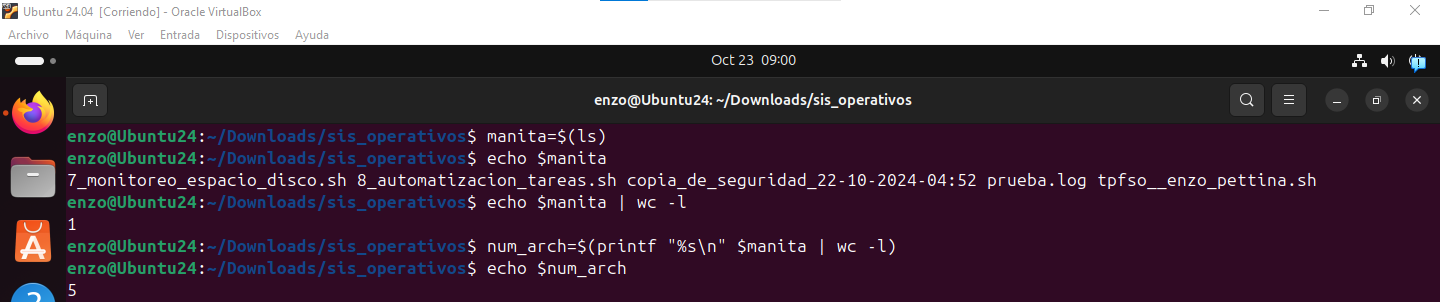 Ubuntu 24.04 [Corriendo] - Oracle VirtualBox
Archivo Máquina Ver Entrada Dispositivos Ayuda
Oct 23 09:00
enzo@Ubuntu24: ~/Downloads/sis_operativos
enzo@Ubuntu24:~/Downloads/sis_operativos$ manita=$(ls)
enzo@Ubuntu24:~/Downloads/sis_operativos$ echo $manita
7_monitoreo_espacio_disco.sh 8_automatizacion_tareas.sh copia_de_seguridad_22-10-2024-04:52 prueba.log tpfso__enzo_pettina.sh
enzo@Ubuntu24:~/Downloads/sis_operativos$ echo $manita | wc -l
1
enzo@Ubuntu24:~/Downloads/sis_operativos$ num_arch=$(printf "%s\n" $manita | wc -l)
enzo@Ubuntu24:~/Downloads/sis_operativos$ echo $num_arch
5